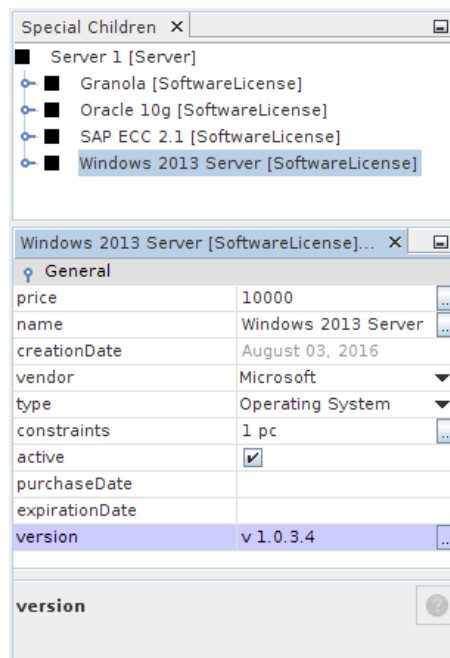 Special Children
Server 1 [Server]
Granola [SoftwareLicense]
Oracle 10g [SoftwareLicense]
SAP ECC 2.1 [SoftwareLicense]
Windows 2013 Server [SoftwareLicense]
Windows 2013 Server [SoftwareLicense]...
General
price 10000
name Windows 2013 Server
creationDate August 03, 2016
vendor Microsoft
type Operating System
constraints 1 pc
active
purchaseDate
expirationDate
version v 1.0.3.4
version